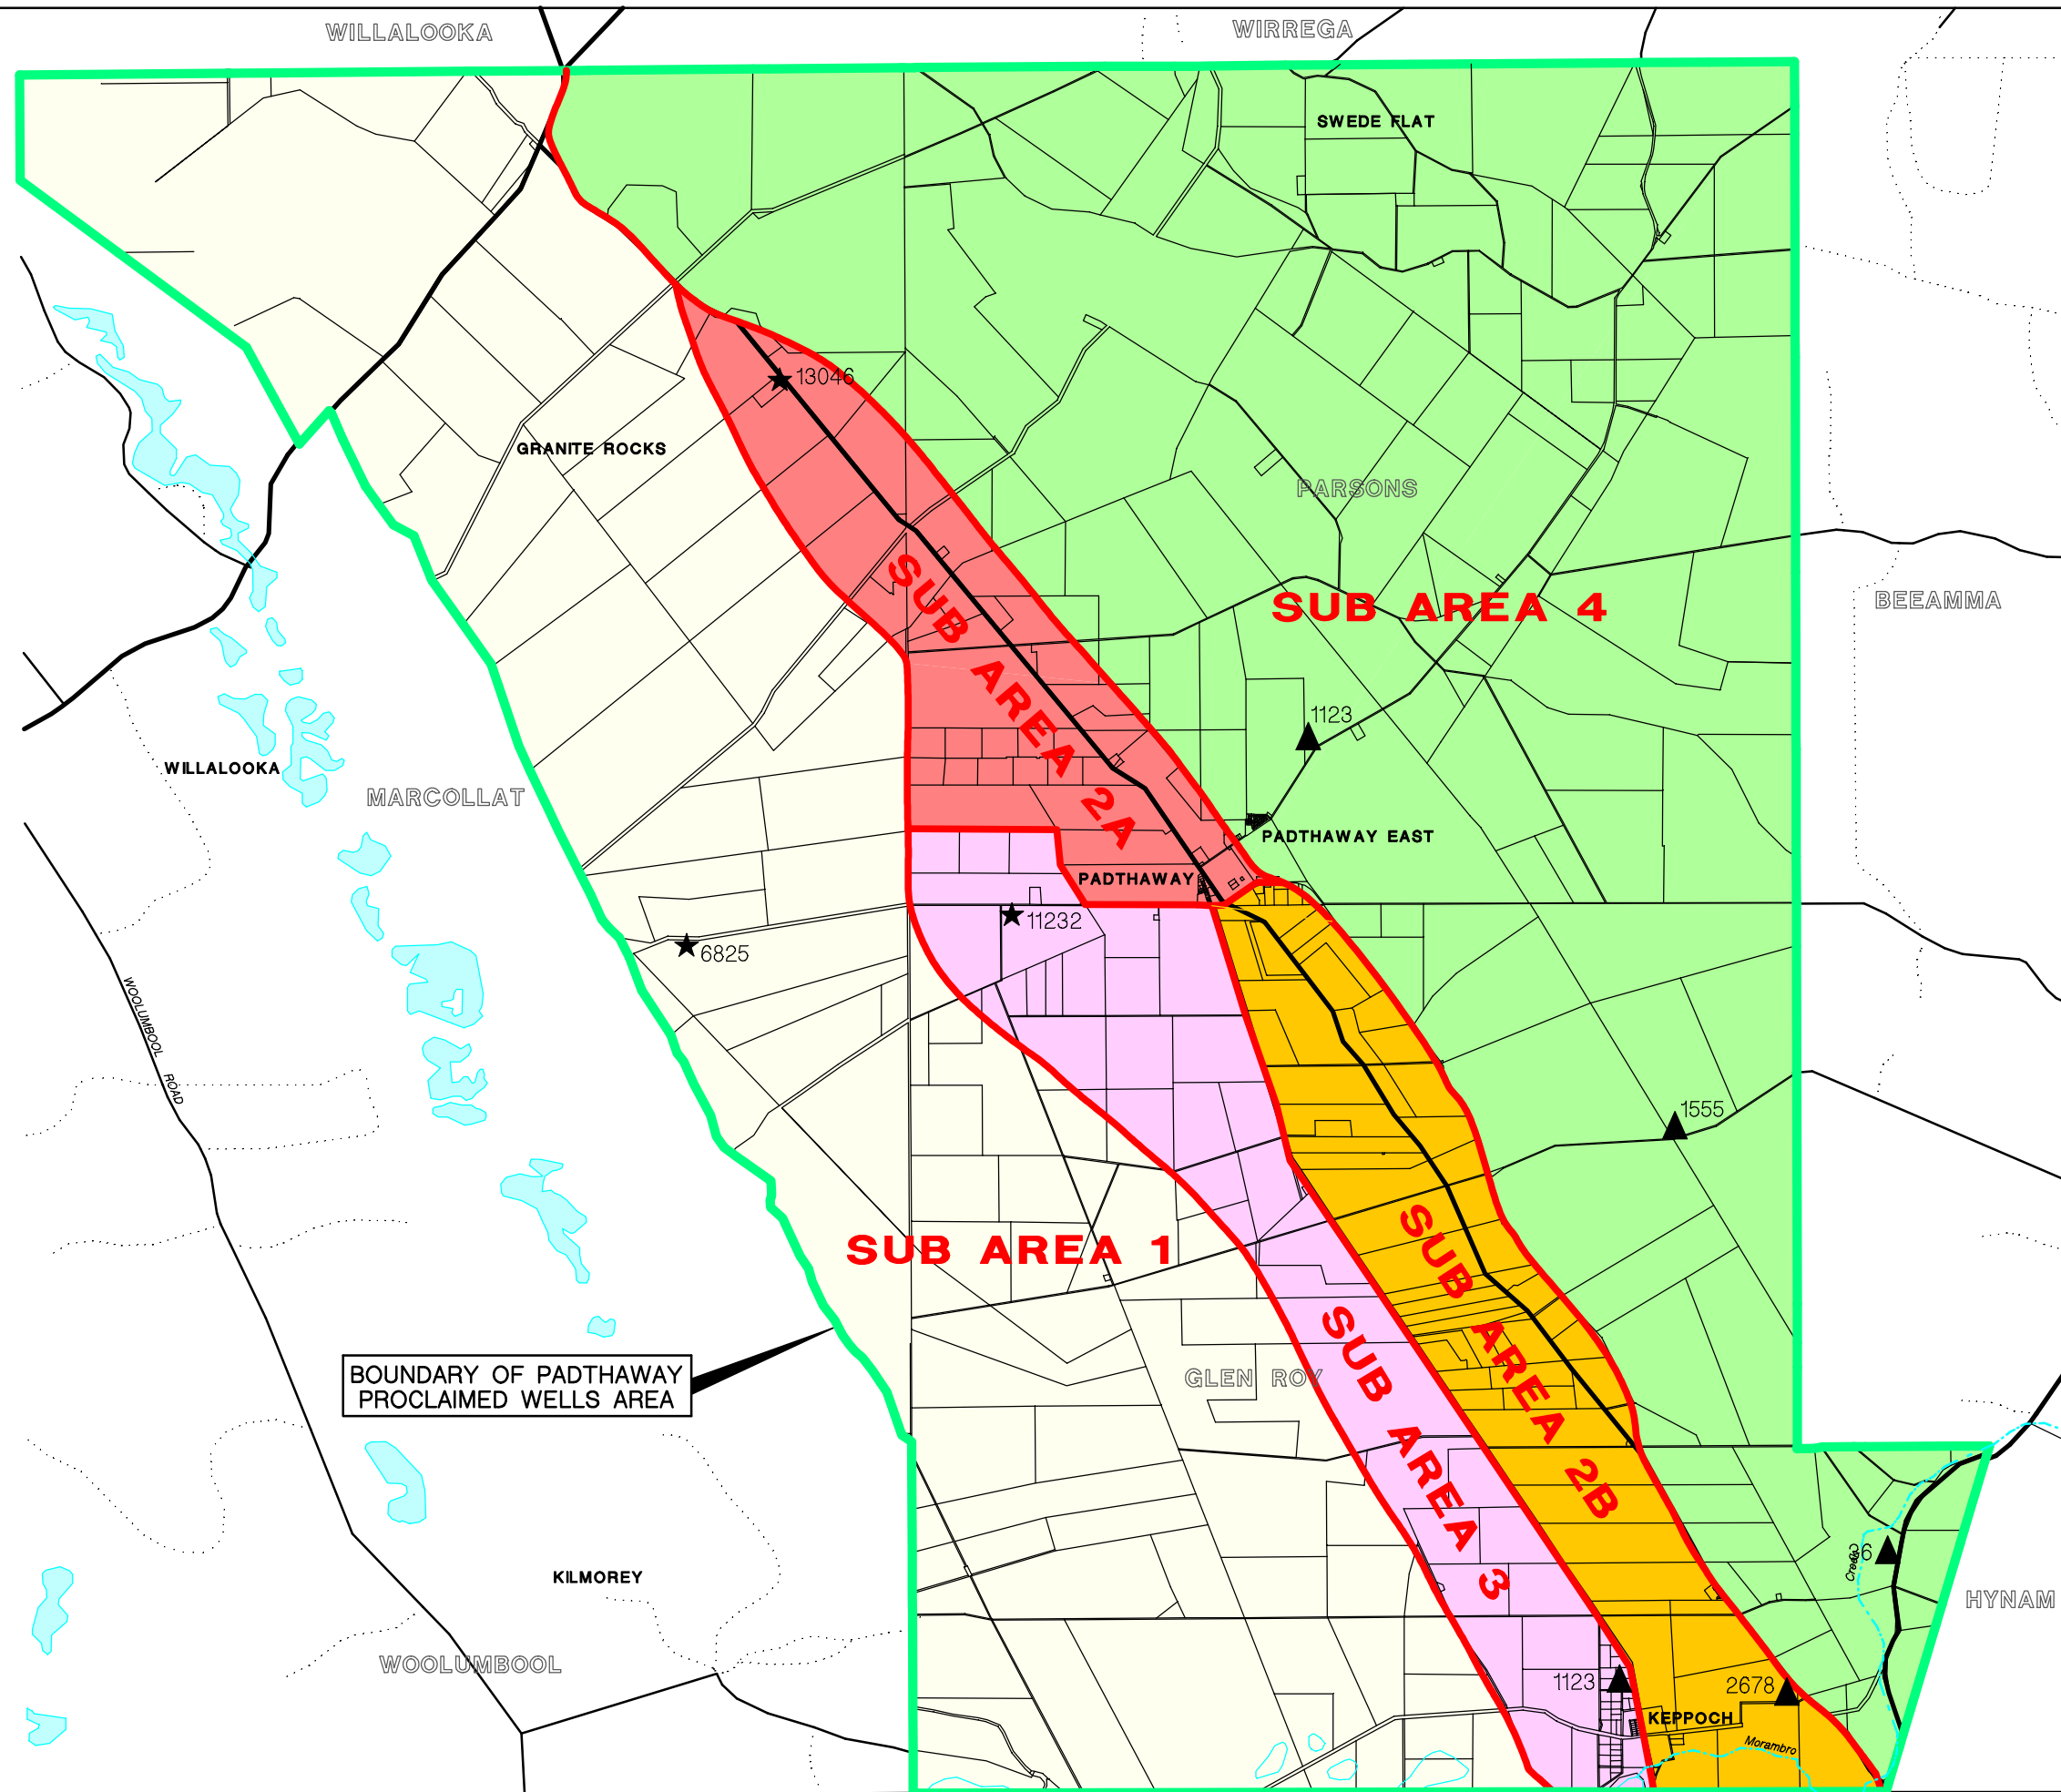 WILLALOOKA
WIRREGA
SWEDE FLAT
13046
GRANITE ROCKS
PARSONS
SUB AREA 4
BEEAMMA
SUB AREA 2A
1123
WILLALOOKA
MARCOLLAT
PADTHAWAY EAST
PADTHAWAY
11232
6825
WOOLUMBOOL ROAD
1555
SUB AREA 1
SUB AREA 2B
BOUNDARY OF PADTHAWAY
PROCLAIMED WELLS AREA
GLEN ROY
SUB AREA 3
Creek
KILMOREY
HYNAM
WOOLUMBOOL
1123
2678
KEPPOCH
Morambro